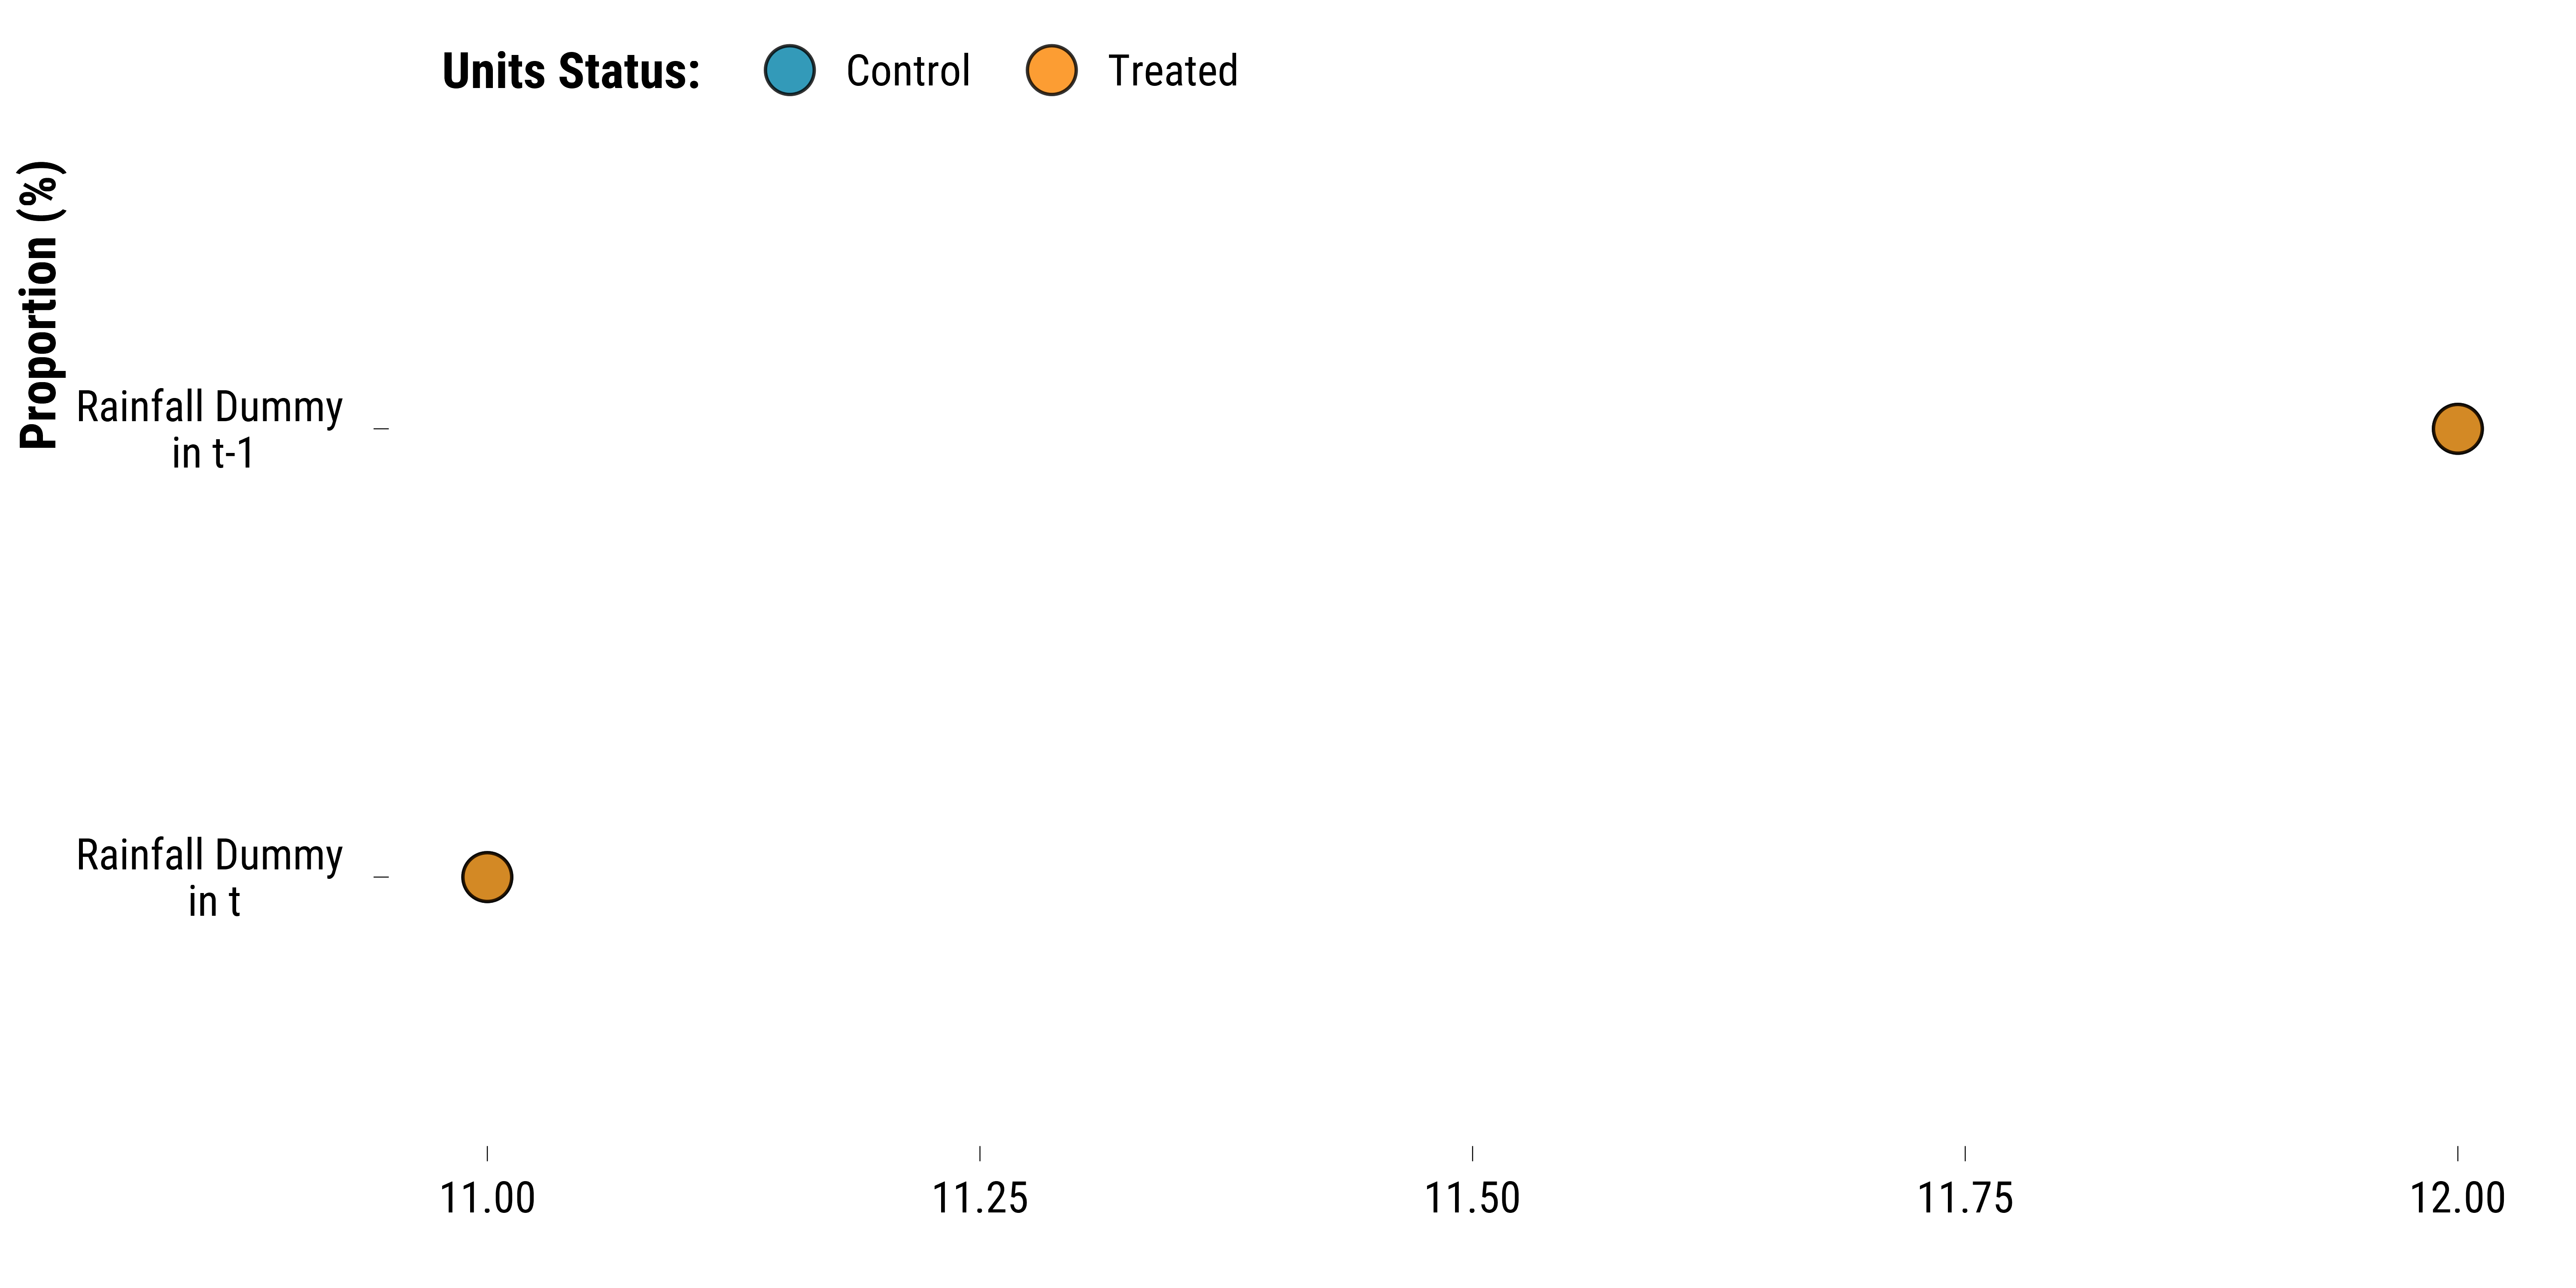 Units Status: Control Treated
Proportion (%)
Rainfall Dummy
in t-1
Rainfall Dummy
in t
11.00 11.25 11.50 11.75 12.00